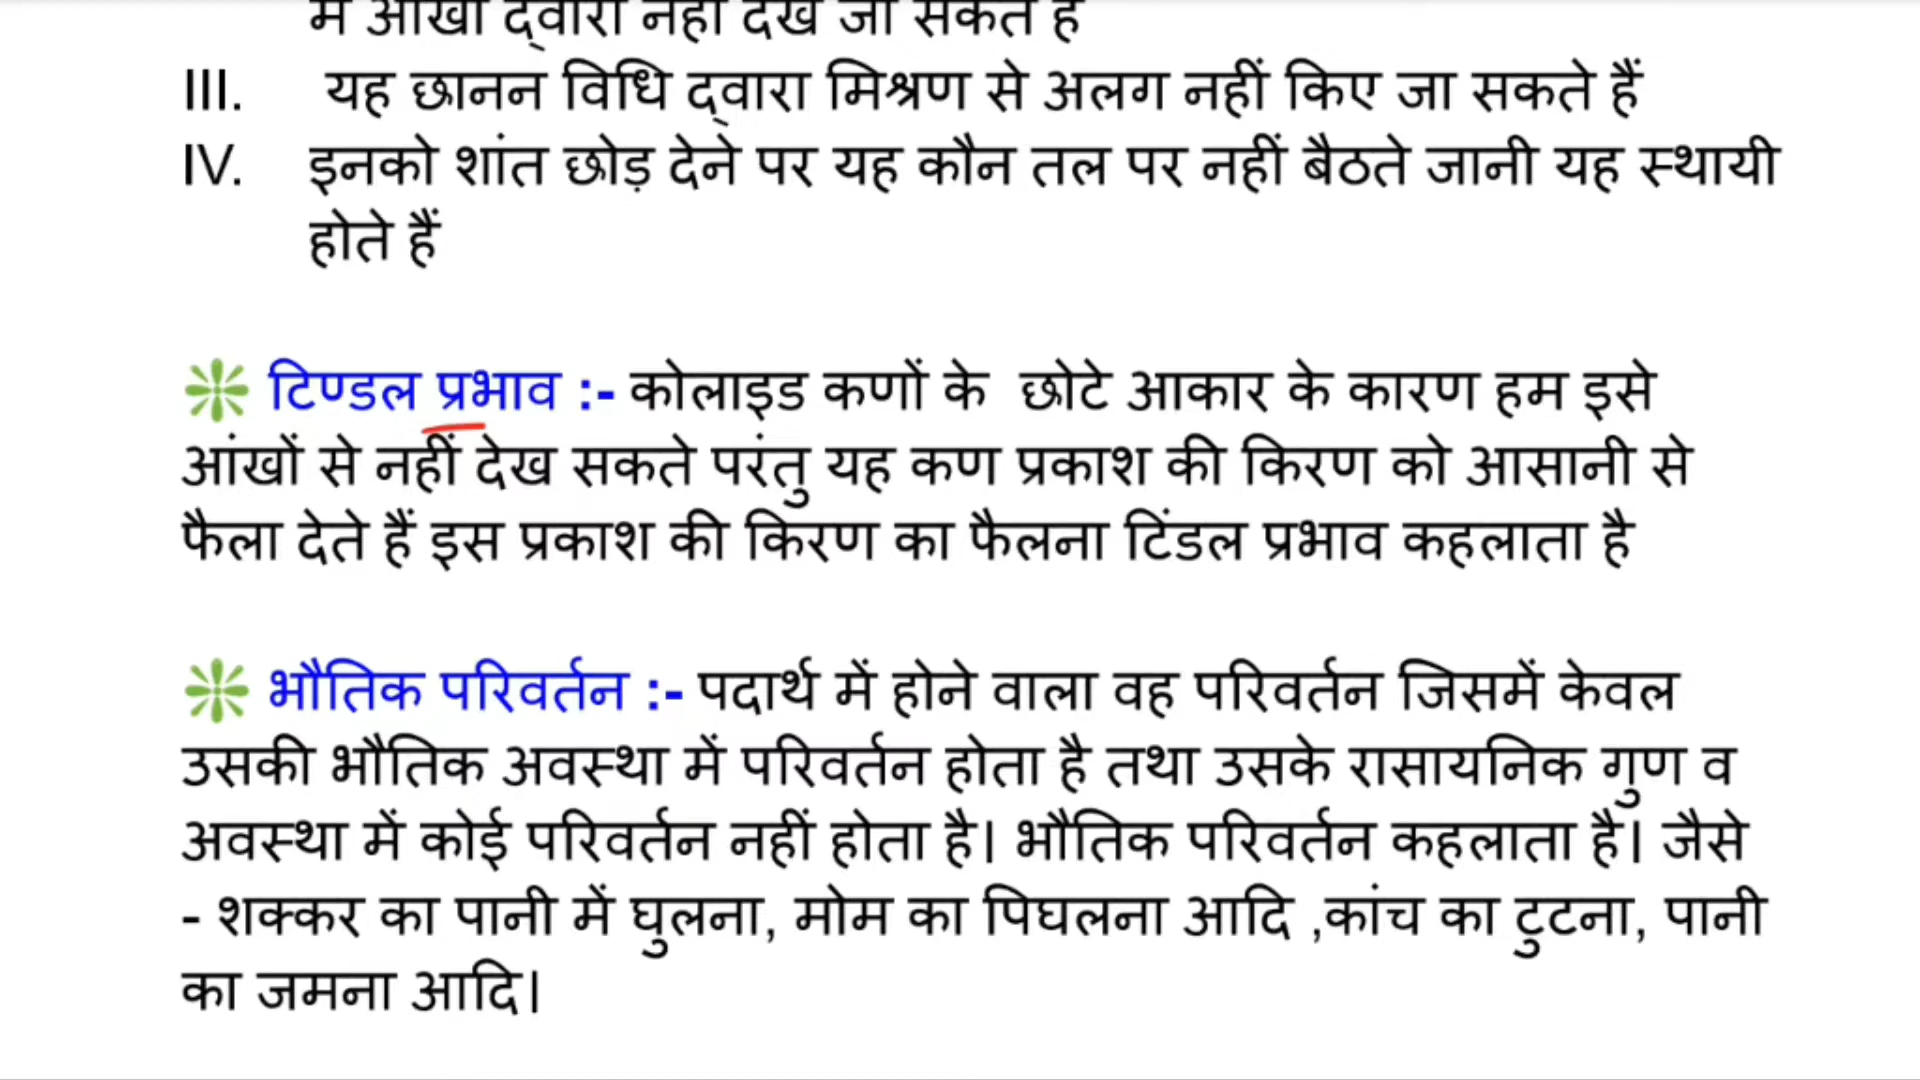 में आंखों द्वारा नहीं देखे जा सकते हैं
III. यह छानन विधि द्वारा मिश्रण से अलग नहीं किए जा सकते हैं
IV. इनको शांत छोड़ देने पर यह कौन तल पर नहीं बैठते जानी यह स्थायी
होते हैं
टिण्डल प्रभाव :- कोलाइड कणों के छोटे आकार के कारण हम इसे
आंखों से नहीं देख सकते परंतु यह कण प्रकाश की किरण को आसानी से
फैला देते हैं इस प्रकाश की किरण का फैलना टिंडल प्रभाव कहलाता है
भौतिक परिवर्तन :- पदार्थ में होने वाला वह परिवर्तन जिसमें केवल
उसकी भौतिक अवस्था में परिवर्तन होता है तथा उसके रासायनिक गुण व
अवस्था में कोई परिवर्तन नहीं होता है। भौतिक परिवर्तन कहलाता है। जैसे
- शक्कर का पानी में घुलना, मोम का पिघलना आदि ,कांच का टुटना, पानी
का जमना आदि।